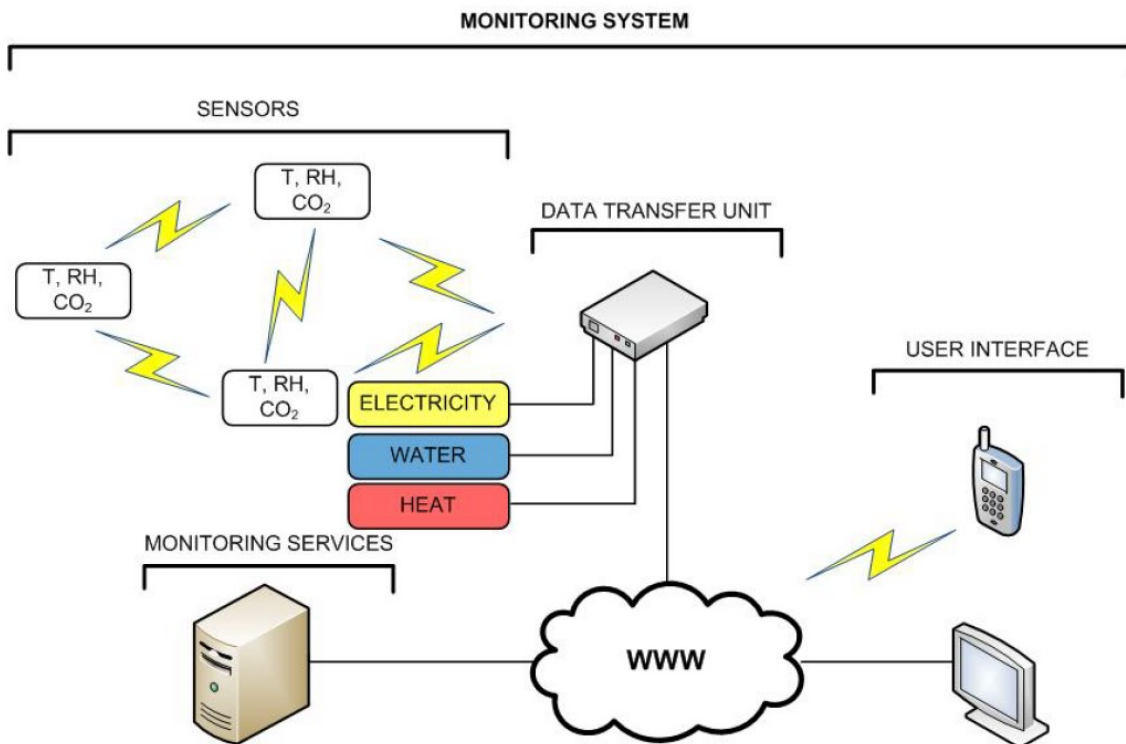 MONITORING SYSTEM
SENSORS
T, RH,
CO₂
DATA TRANSFER UNIT
T, RH,
CO₂
USER INTERFACE
T, RH,
CO₂
ELECTRICITY
WATER
HEAT
MONITORING SERVICES
WWW